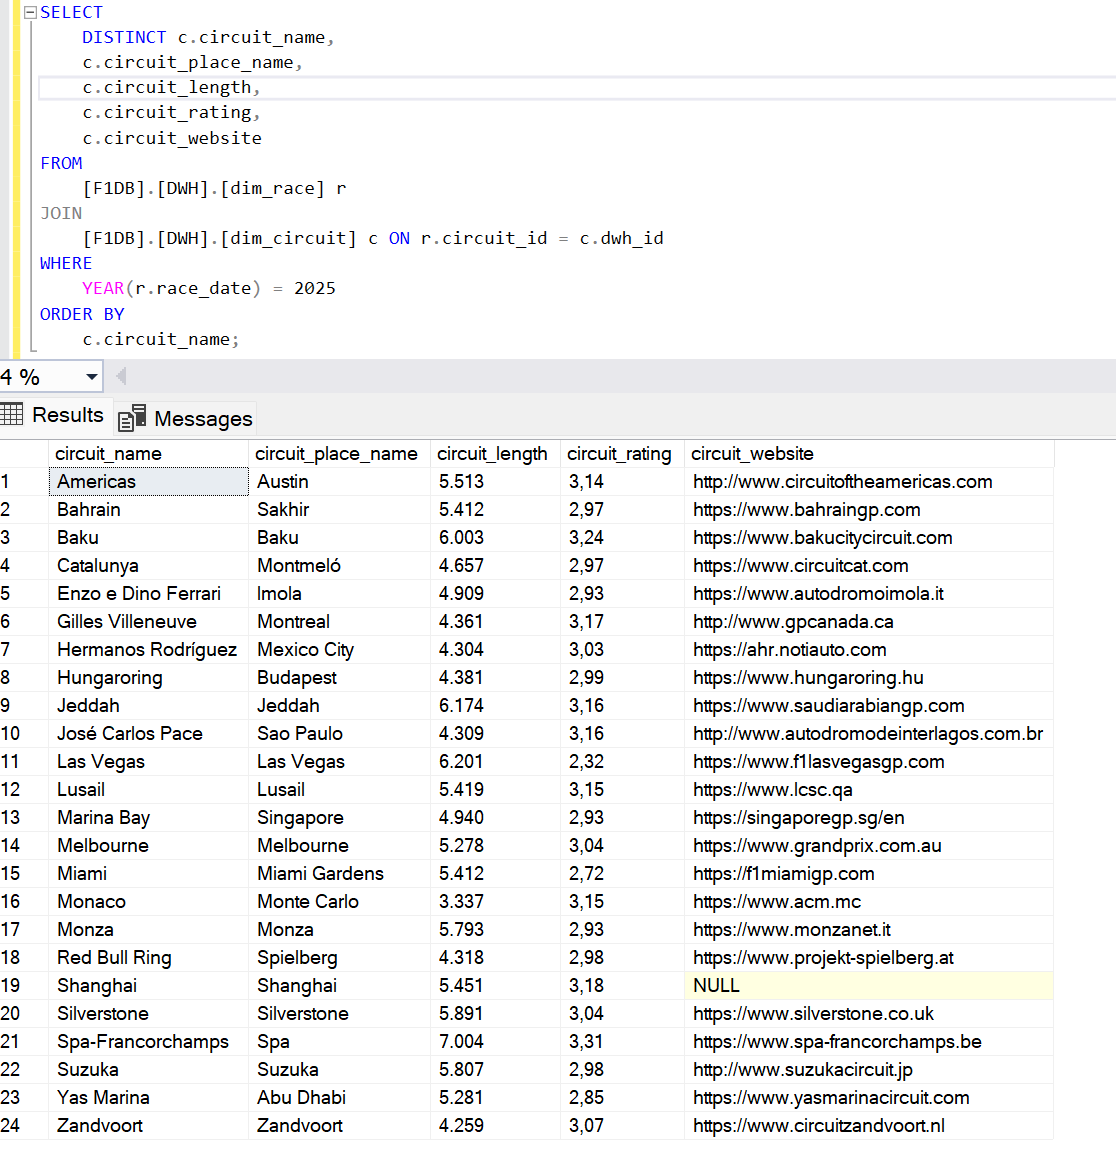 SELECT
DISTINCT c.circuit_name,
c.circuit_place_name,
c.circuit_length,
c.circuit_rating,
c.circuit_website
FROM
[F1DB].[DWH].[dim_race] r
JOIN
[F1DB].[DWH].[dim_circuit] c ON r.circuit_id = c.dwh_id
WHERE
YEAR(r.race_date) = 2025
ORDER BY
c.circuit_name;
4 %
Results Messages
circuit_name circuit_place_name circuit_length circuit_rating circuit_website
1 Americas Austin 5.513 3,14 http://www.circuitoftheamericas.com
2 Bahrain Sakhir 5.412 2,97 https://www.bahraingp.com
3 Baku Baku 6.003 3,24 https://www.bakucitycircuit.com
4 Catalunya Montmeló 4.657 2,97 https://www.circuitcat.com
5 Enzo e Dino Ferrari Imola 4.909 2,93 https://www.autodromoimola.it
6 Gilles Villeneuve Montreal 4.361 3,17 http://www.gpcanada.ca
7 Hermanos Rodríguez Mexico City 4.304 3,03 https://ahr.notiauto.com
8 Hungaroring Budapest 4.381 2,99 https://www.hungaroring.hu
9 Jeddah Jeddah 6.174 3,16 https://www.saudiarabiangp.com
10 José Carlos Pace Sao Paulo 4.309 3,16 http://www.autodromodeinterlagos.com.br
11 Las Vegas Las Vegas 6.201 2,32 https://www.f1lasvegasgp.com
12 Lusail Lusail 5.419 3,15 https://www.lcsc.qa
13 Marina Bay Singapore 4.940 2,93 https://singaporegp.sg/en
14 Melbourne Melbourne 5.278 3,04 https://www.grandprix.com.au
15 Miami Miami Gardens 5.412 2,72 https://f1miamigp.com
16 Monaco Monte Carlo 3.337 3,15 https://www.acm.mc
17 Monza Monza 5.793 2,93 https://www.monzanet.it
18 Red Bull Ring Spielberg 4.318 2,98 https://www.projekt-spielberg.at
19 Shanghai Shanghai 5.451 3,18 NULL
20 Silverstone Silverstone 5.891 3,04 https://www.silverstone.co.uk
21 Spa-Francorchamps Spa 7.004 3,31 https://www.spa-francorchamps.be
22 Suzuka Suzuka 5.807 2,98 http://www.suzukacircuit.jp
23 Yas Marina Abu Dhabi 5.281 2,85 https://www.yasmarinacircuit.com
24 Zandvoort Zandvoort 4.259 3,07 https://www.circuitzandvoort.nl